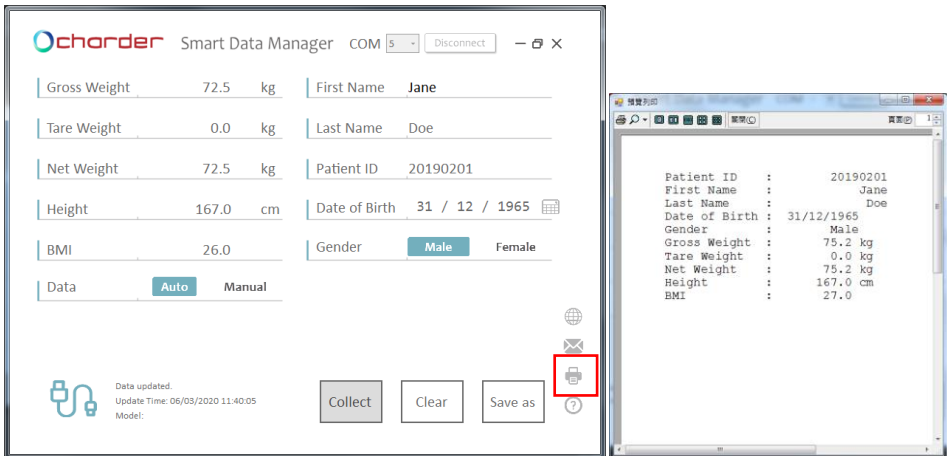 charder Smart Data Manager COM 5 Disconnect
Gross Weight 72.5 kg
Tare Weight 0.0 kg
Net Weight 72.5 kg
Height 167.0 cm
BMI 26.0
Data Auto Manual
First Name Jane
Last Name Doe
Patient ID 20190201
Date of Birth 31 / 12 / 1965
Gender Male Female
Data updated.
Update Time: 06/03/2020 11:40:05
Model:
Collect Clear Save as
?
預覽列印
關閉(C) 頁面(P) 1
Patient ID : 20190201
First Name : Jane
Last Name : Doe
Date of Birth : 31/12/1965
Gender : Male
Gross Weight : 75.2 kg
Tare Weight : 0.0 kg
Net Weight : 75.2 kg
Height : 167.0 cm
BMI : 27.0